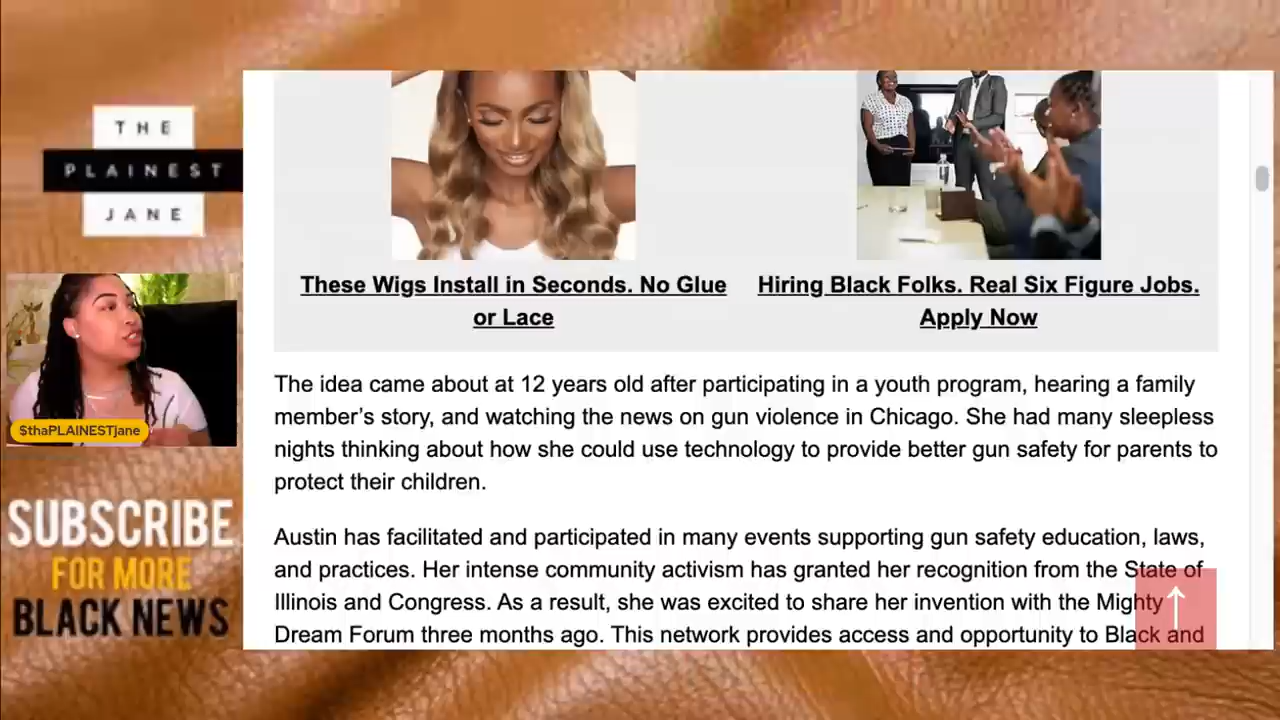 THE
PLAINEST
JANE
$thaPLAINESTjane
SUBSCRIBE
FOR MORE
BLACK NEWS
These Wigs Install in Seconds. No Glue
or Lace
Hiring Black Folks. Real Six Figure Jobs.
Apply Now
The idea came about at 12 years old after participating in a youth program, hearing a family
member’s story, and watching the news on gun violence in Chicago. She had many sleepless
nights thinking about how she could use technology to provide better gun safety for parents to
protect their children.
Austin has facilitated and participated in many events supporting gun safety education, laws,
and practices. Her intense community activism has granted her recognition from the State of
Illinois and Congress. As a result, she was excited to share her invention with the Mighty
Dream Forum three months ago. This network provides access and opportunity to Black and